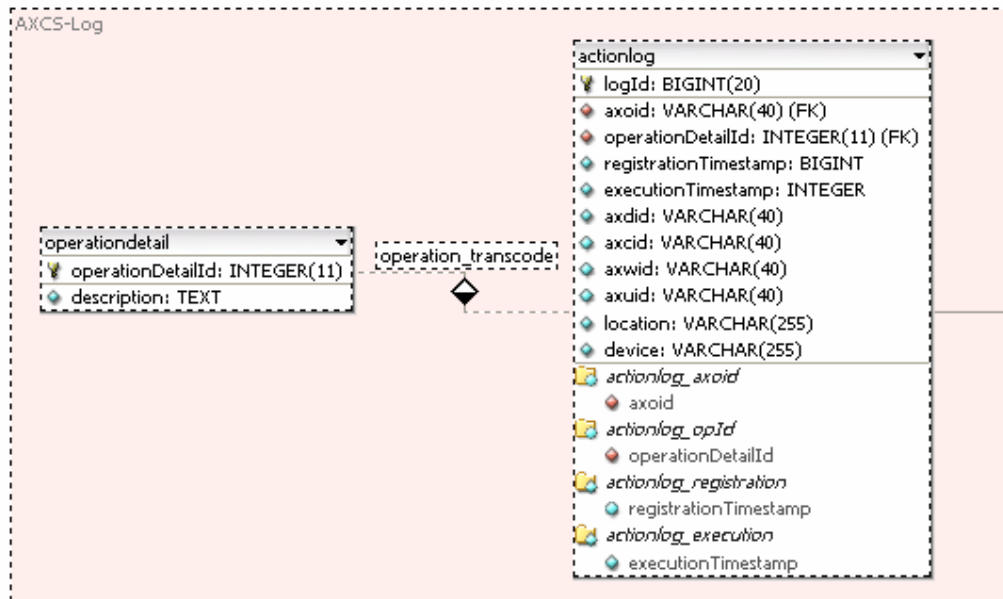 AXCS-Log
actionlog
logId: BIGINT(20)
axoid: VARCHAR(40) (FK)
operationDetailId: INTEGER(11) (FK)
registrationTimestamp: BIGINT
executionTimestamp: INTEGER
axdid: VARCHAR(40)
axcid: VARCHAR(40)
axwid: VARCHAR(40)
axuid: VARCHAR(40)
location: VARCHAR(255)
device: VARCHAR(255)
actionlog_axoid
axoid
actionlog_opId
operationDetailId
actionlog_registration
registrationTimestamp
actionlog_execution
executionTimestamp
operationdetail
operationDetailId: INTEGER(11)
description: TEXT
operation_transcode